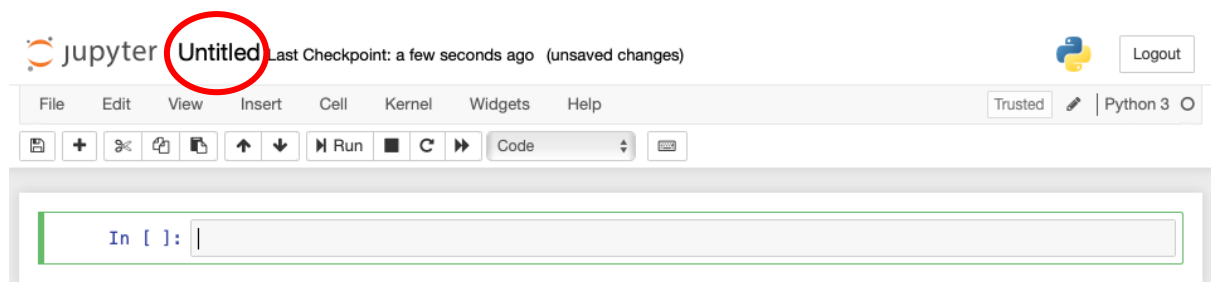 jupyter Untitled Last Checkpoint: a few seconds ago (unsaved changes) Logout
File Edit View Insert Cell Kernel Widgets Help Trusted Python 3
Run Code
In [ ]: